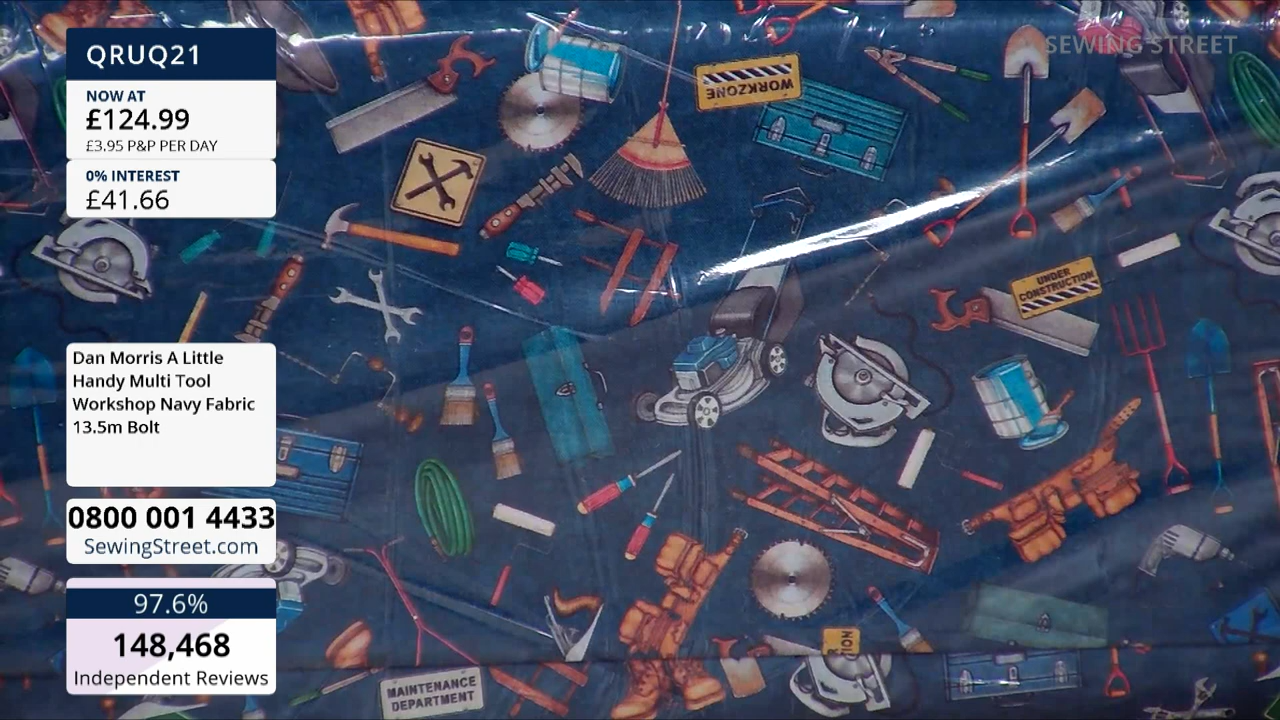 QRUQ21
NOW AT
£124.99
£3.95 P&P PER DAY
0% INTEREST
£41.66
Dan Morris A Little
Handy Multi Tool
Workshop Navy Fabric
13.5m Bolt
0800 001 4433
SewingStreet.com
97.6%
148,468
Independent Reviews
SEWING STREET
WORKZONE
UNDER
CONSTRUCTION
MAINTENANCE
DEPARTMENT